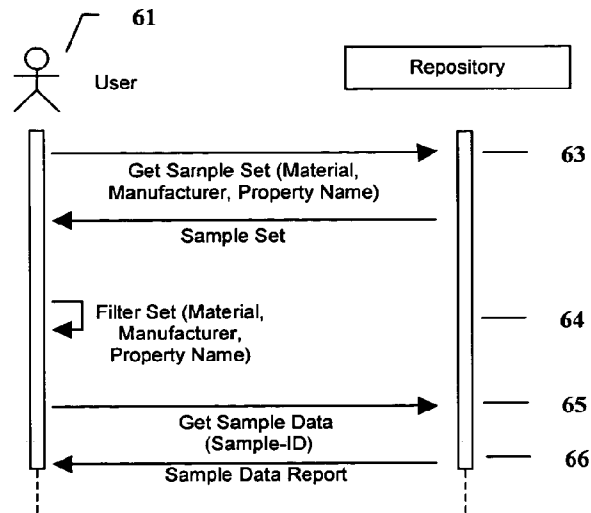 61
User
Repository
Get Sample Set (Material,
Manufacturer, Property Name)
63
Sample Set
Filter Set (Material,
Manufacturer,
Property Name)
64
65
Get Sample Data
(Sample-ID)
66
Sample Data Report